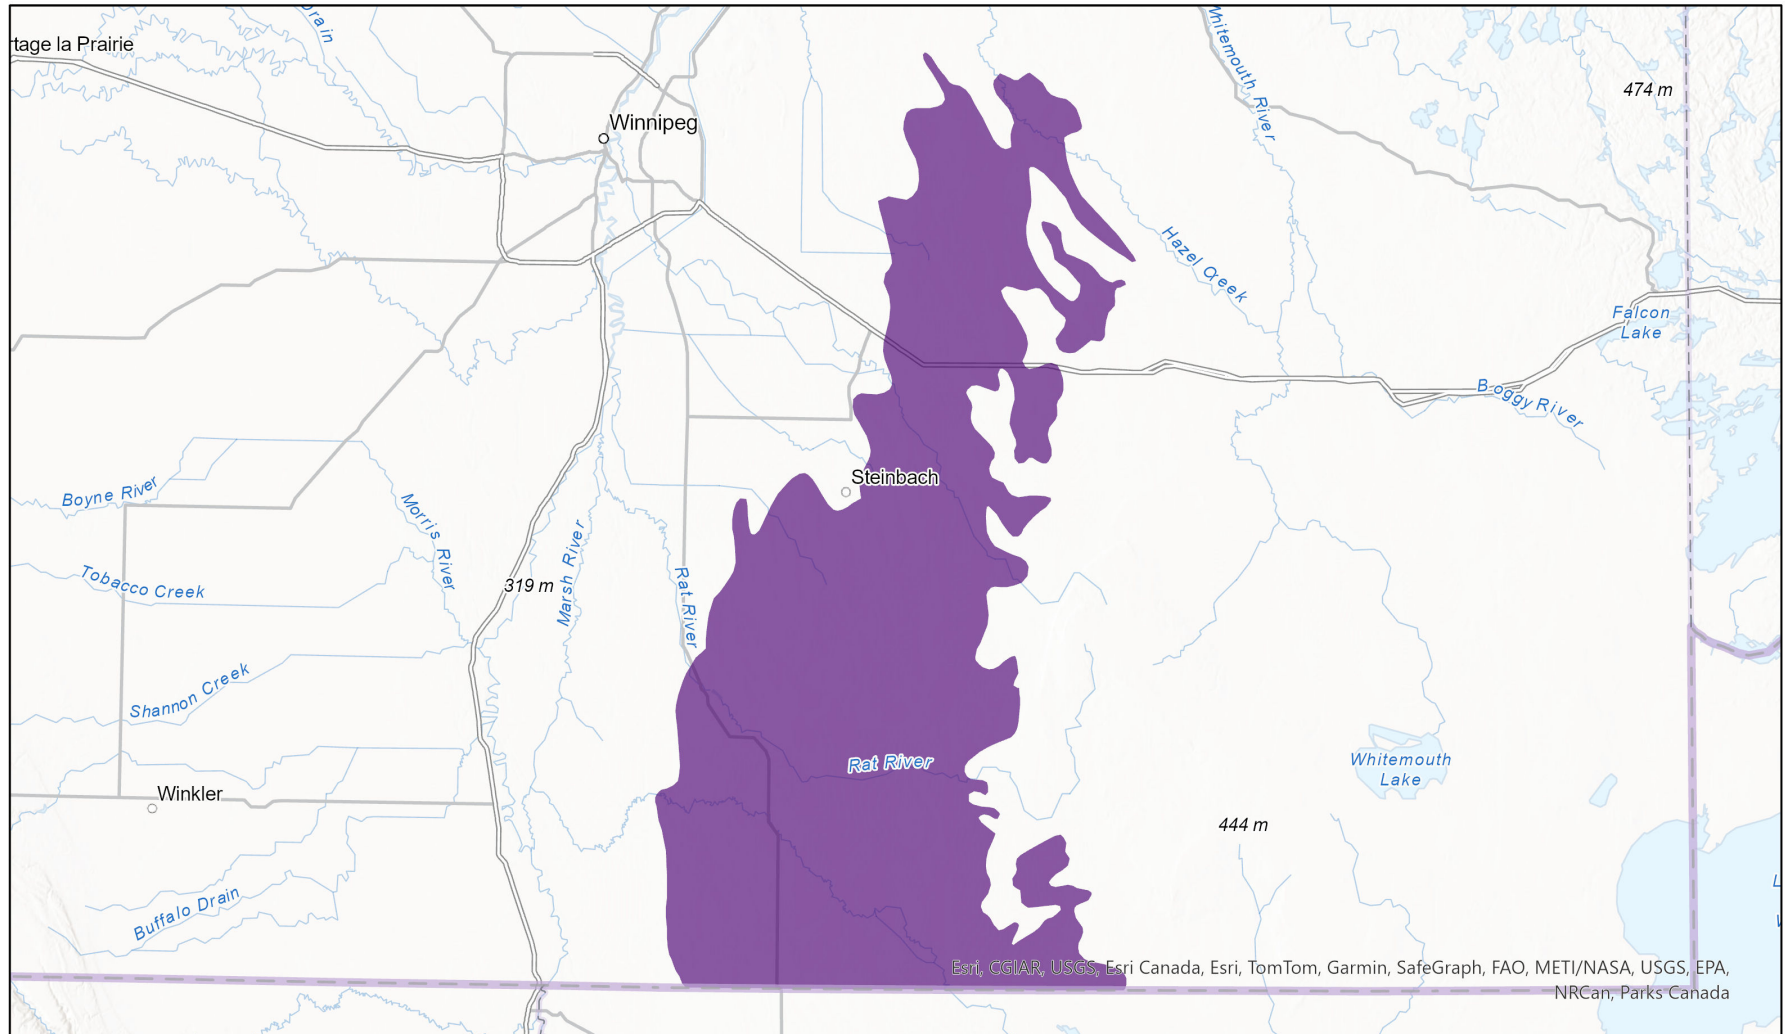 Drain
Whitemouth River
rtage la Prairie
474 m
Winnipeg
Hazel Creek
Falcon
Lake
Boggy River
Steinbach
Boyne River
Morris River
Marsh River
Tobacco Creek
319 m
Rat River
Shannon Creek
Rat River
Whitemouth
Lake
Winkler
444 m
Buffalo Drain
Esri, CGIAR, USGS, Esri Canada, Esri, TomTom, Garmin, SafeGraph, FAO, METI/NASA, USGS, EPA,
NRCan, Parks Canada